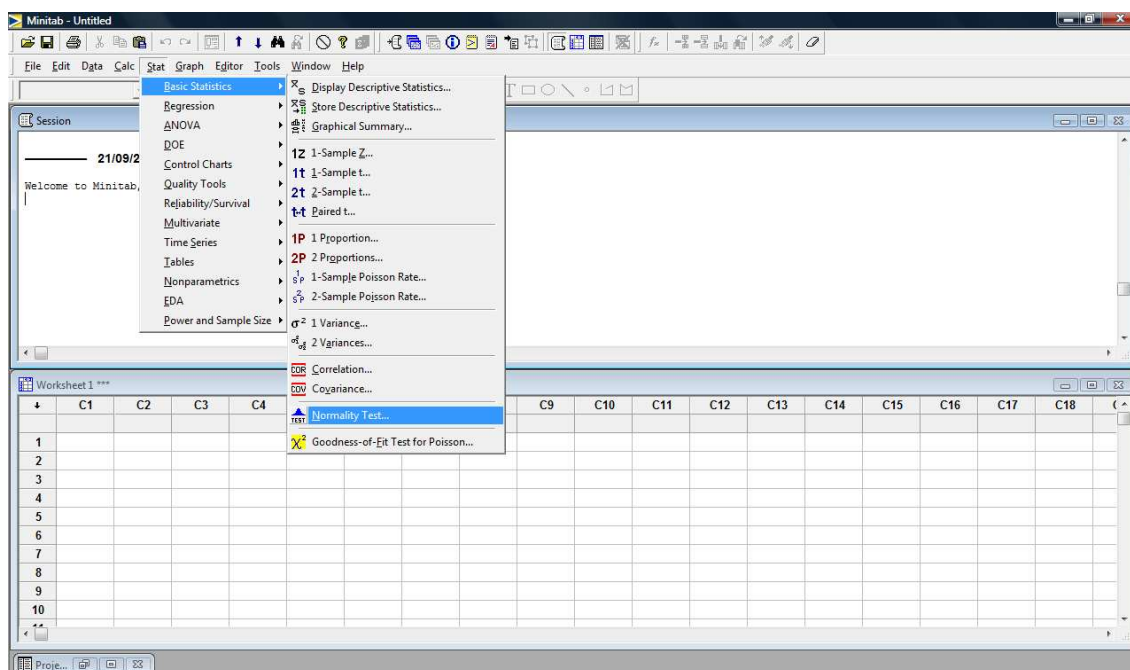 Minitab - Untitled
File Edit Data Calc Stat Graph Editor Tools Window Help
Basic Statistics
Regression
ANOVA
DOE
Control Charts
Quality Tools
Reliability/Survival
Multivariate
Time Series
Tables
Nonparametrics
EDA
Power and Sample Size
Display Descriptive Statistics...
Store Descriptive Statistics...
Graphical Summary...
1Z 1-Sample Z...
1t 1-Sample t...
2t 2-Sample t...
t-t Paired t...
1P 1 Proportion...
2P 2 Proportions...
1-Sample Poisson Rate...
2-Sample Poisson Rate...
σ² 1 Variance...
2 Variances...
COR Correlation...
COV Covariance...
TEST Normality Test...
χ² Goodness-of-Fit Test for Poisson...
Session
21/09/2
Welcome to Minitab,
Worksheet 1 ***
C1 C2 C3 C4 C9 C10 C11 C12 C13 C14 C15 C16 C17 C18
1
2
3
4
5
6
7
8
9
10
Proje...